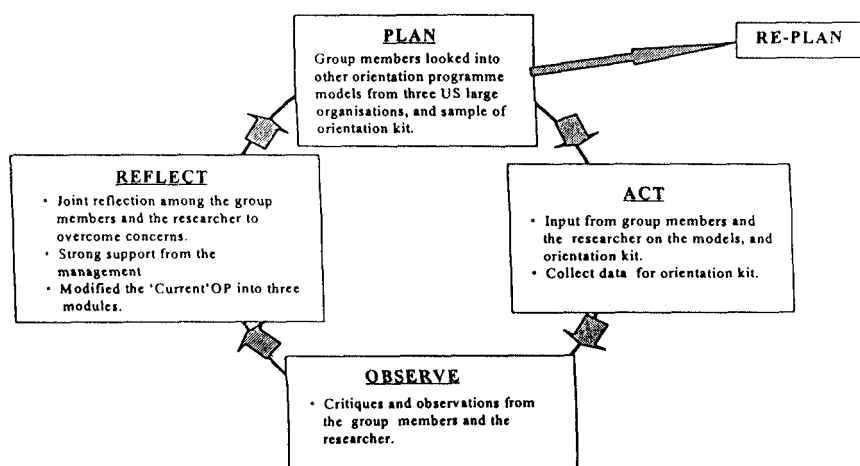 PLAN
Group members looked into
other orientation programme
models from three US large
organisations, and sample of
orientation kit.
RE-PLAN
REFLECT
• Joint reflection among the group
members and the researcher to
overcome concerns.
• Strong support from the
management
• Modified the ‘Current’OP into three
modules.
ACT
• Input from group members and
the researcher on the models, and
orientation kit.
• Collect data for orientation kit.
OBSERVE
• Critiques and observations from
the group members and the
researcher.